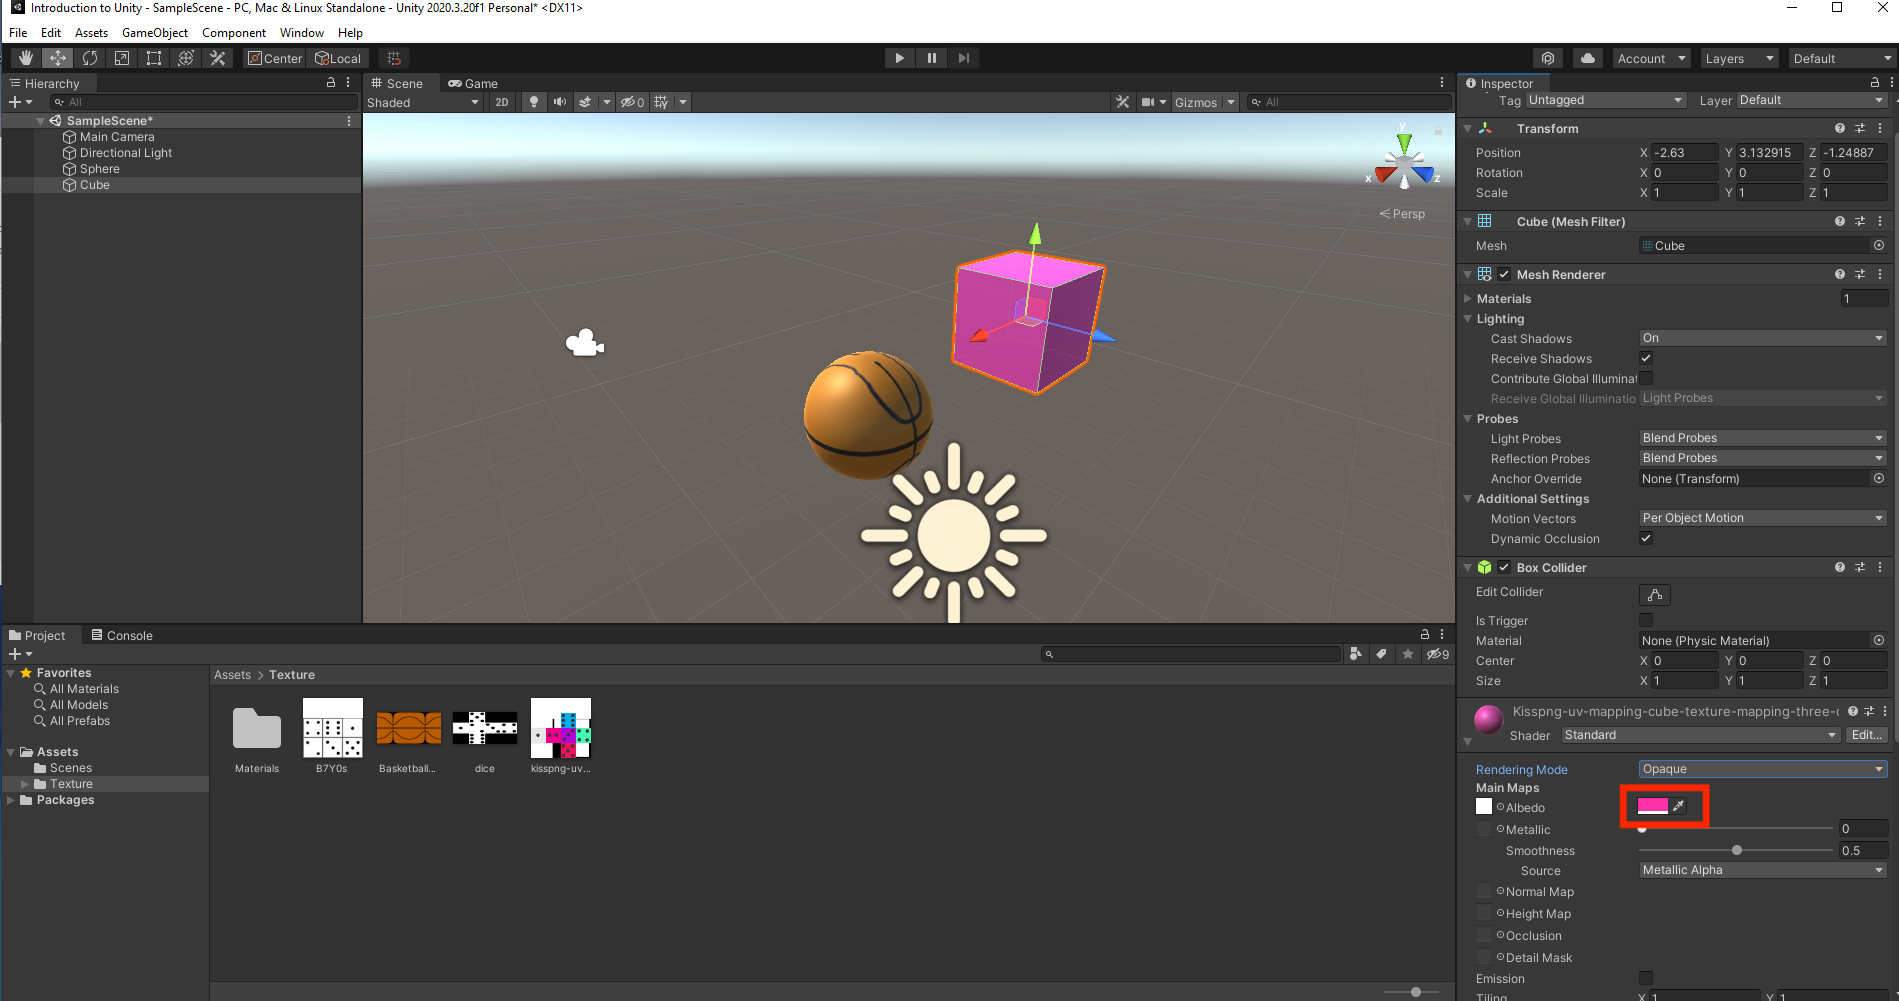 Introduction to Unity - SampleScene - PC, Mac & Linux Standalone - Unity 2020.3.20f1 Personal* <DX11>
File Edit Assets GameObject Component Window Help
Center Local Account Layers Default
Hierarchy
All
SampleScene*
Main Camera
Directional Light
Sphere
Cube
Scene Game
Shaded 2D 0 Gizmos All
y
x z
Persp
Inspector
Tag Untagged Layer Default
Transform
Position X -2.63 Y 3.132915 Z -1.24887
Rotation X 0 Y 0 Z 0
Scale X 1 Y 1 Z 1
Cube (Mesh Filter)
Mesh Cube
Mesh Renderer
Materials 1
Lighting
Cast Shadows On
Receive Shadows
Contribute Global Illuminat
Receive Global Illuminatio Light Probes
Probes
Light Probes Blend Probes
Reflection Probes Blend Probes
Anchor Override None (Transform)
Additional Settings
Motion Vectors Per Object Motion
Dynamic Occlusion
Box Collider
Edit Collider
Is Trigger
Material None (Physic Material)
Center X 0 Y 0 Z 0
Size X 1 Y 1 Z 1
Kisspng-uv-mapping-cube-texture-mapping-three-c
Shader Standard Edit...
Rendering Mode Opaque
Main Maps
Albedo
Metallic 0
Smoothness 0.5
Source Metallic Alpha
Normal Map
Height Map
Occlusion
Detail Mask
Emission
Tiling X 1 Y 1
Project Console
9
Favorites
All Materials
All Models
All Prefabs
Assets
Scenes
Texture
Packages
Assets > Texture
Materials B7Y0s Basketball... dice kisspng-uv...